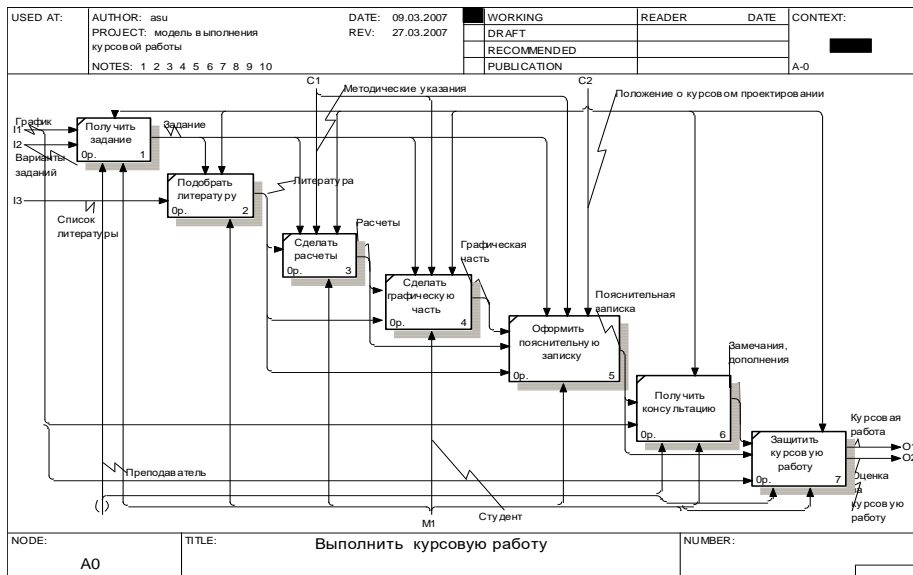 USED AT:
AUTHOR: asu
DATE: 09.03.2007
PROJECT: модель выполнения
курсовой работы
REV: 27.03.2007
NOTES: 1 2 3 4 5 6 7 8 9 10
WORKING
DRAFT
RECOMMENDED
PUBLICATION
READER
DATE
CONTEXT:
A-0
C1
C2
Методические указания
Положение о курсовом проектировании
График
I1
I2
Варианты
заданий
I3
Список
литературы
Получить
задание
0р.
1
Задание
Подобрать
литературу
0р.
2
Литература
Сделать
расчеты
0р.
3
Расчеты
Сделать
графическую
часть
0р.
4
Графическая
часть
Оформить
пояснительную
записку
0р.
5
Пояснительная
записка
Получить
консультацию
0р.
6
Замечания,
дополнения
Защитить
курсовую
работу
0р.
7
Курсовая
работа
O1
O2
Оценка
за
курсовую
работу
Преподаватель
Студент
M1
NODE:
A0
TITLE:
Выполнить курсовую работу
NUMBER: